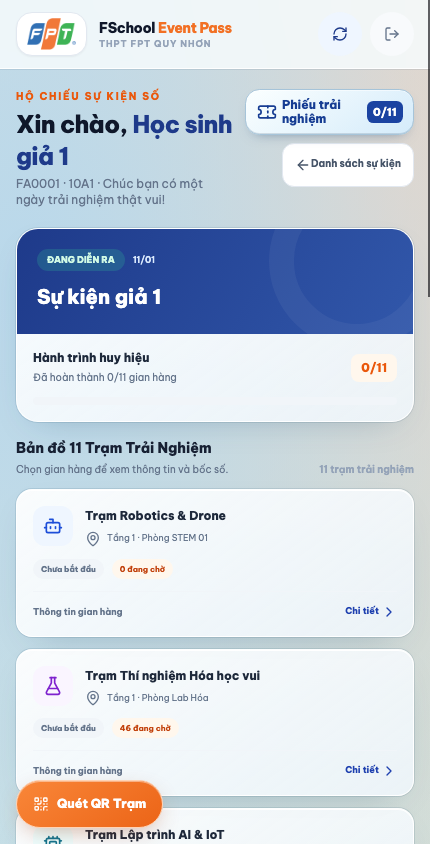 FPT
FSchool Event Pass
THPT FPT QUY NHƠN
HỘ CHIẾU SỰ KIỆN SỐ
Xin chào, Học sinh
giả 1
FA0001 · 10A1 · Chúc bạn có một
ngày trải nghiệm thật vui!
Phiếu trải
nghiệm
0/11
Danh sách sự kiện
ĐANG DIỄN RA 11/01
Sự kiện giả 1
Hành trình huy hiệu
Đã hoàn thành 0/11 gian hàng
0/11
Bản đồ 11 Trạm Trải Nghiệm
Chọn gian hàng để xem thông tin và bốc số.
11 trạm trải nghiệm
Trạm Robotics & Drone
Tầng 1 · Phòng STEM 01
Chưa bắt đầu 0 đang chờ
Thông tin gian hàng Chi tiết
Trạm Thí nghiệm Hóa học vui
Tầng 1 · Phòng Lab Hóa
Chưa bắt đầu 46 đang chờ
Thông tin gian hàng Chi tiết
Quét QR Trạm
Trạm Lập trình AI & IoT